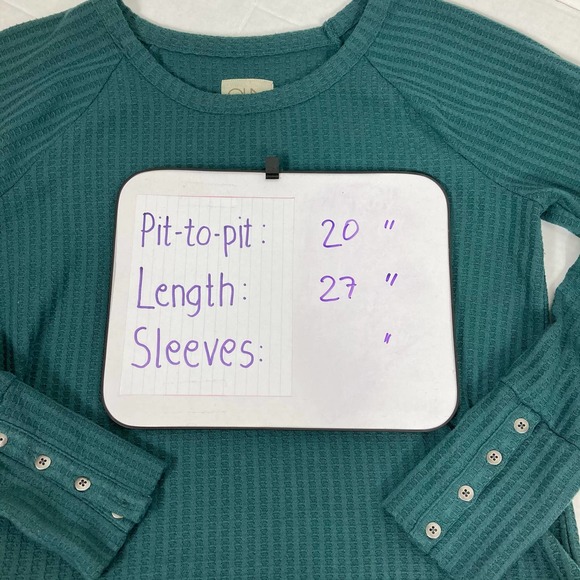 Pit-to-pit: 20 "
Length: 27 "
Sleeves: "